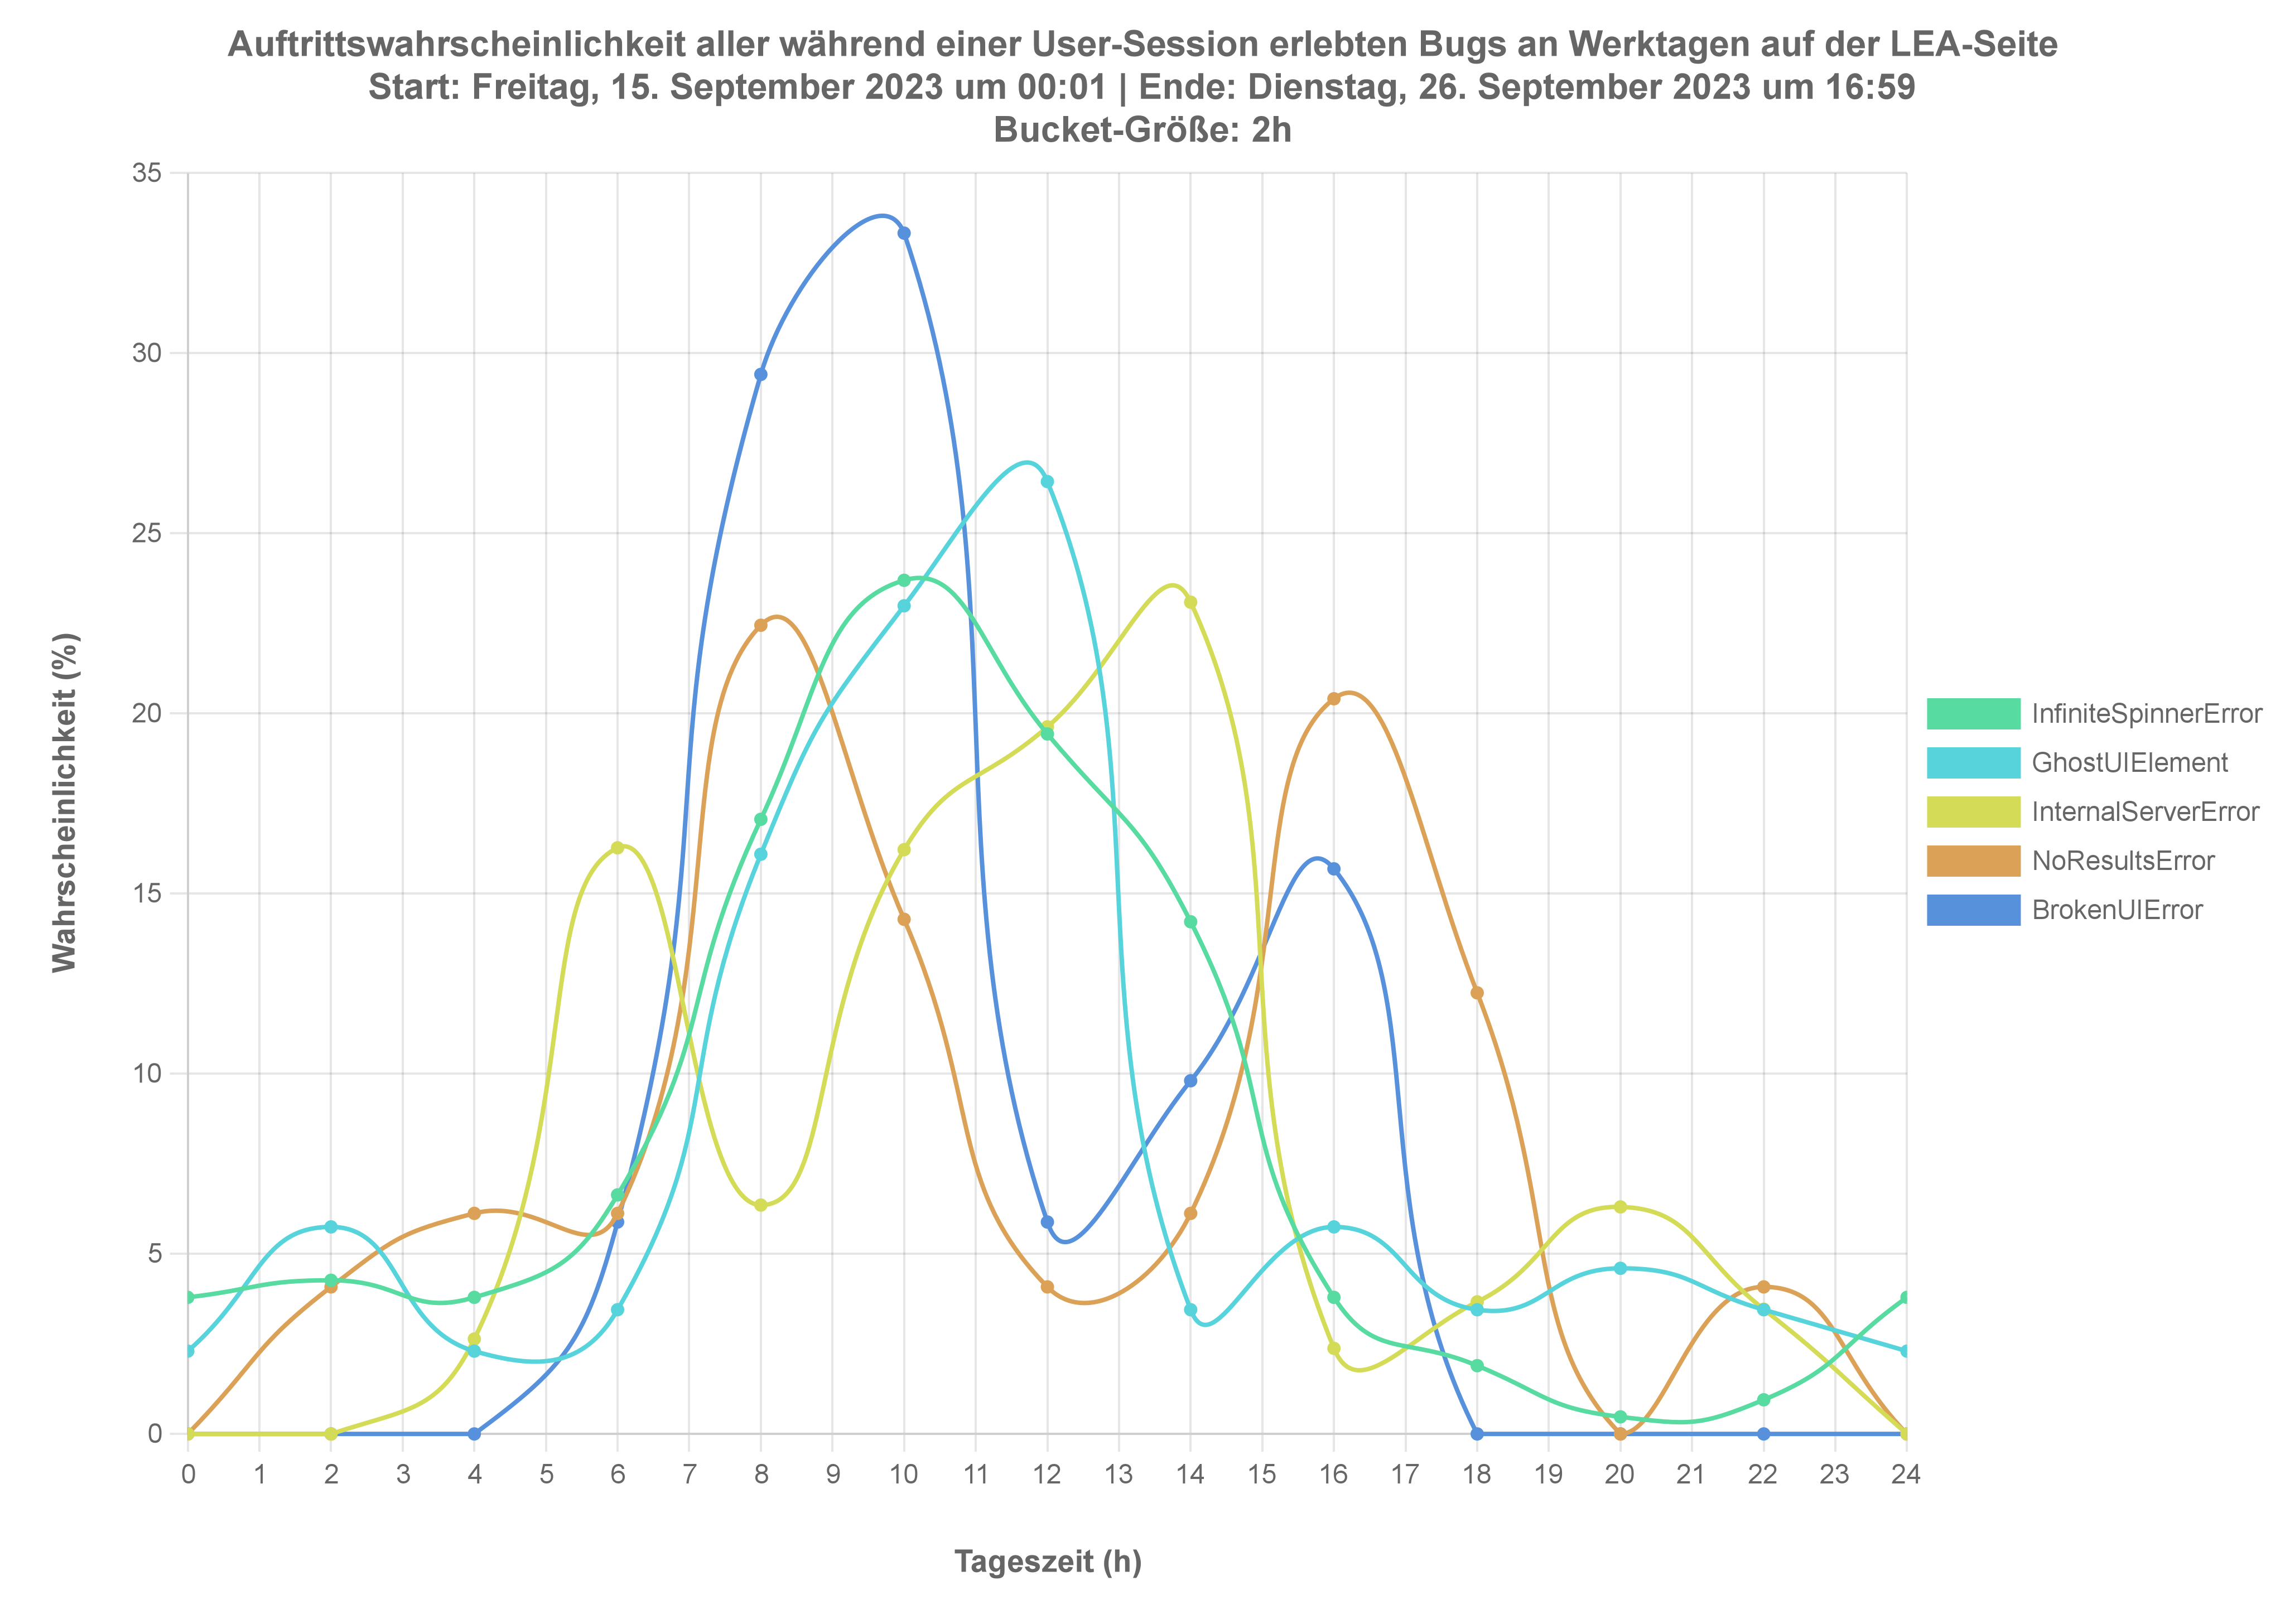 Auftrittswahrscheinlichkeit aller während einer User-Session erlebten Bugs an Werktagen auf der LEA-Seite
Start: Freitag, 15. September 2023 um 00:01 | Ende: Dienstag, 26. September 2023 um 16:59
Bucket-Größe: 2h
Wahrscheinlichkeit (%)
35
30
25
20
15
10
5
0
0 1 2 3 4 5 6 7 8 9 10 11 12 13 14 15 16 17 18 19 20 21 22 23 24
Tageszeit (h)
InfiniteSpinnerError
GhostUIElement
InternalServerError
NoResultsError
BrokenUIError